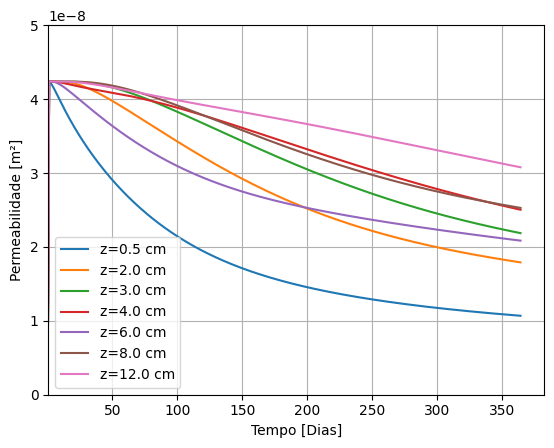 1e−8
5
4
3
2
1
0
Permeabilidade [m²]
z=0.5 cm
z=2.0 cm
z=3.0 cm
z=4.0 cm
z=6.0 cm
z=8.0 cm
z=12.0 cm
50 100 150 200 250 300 350
Tempo [Dias]